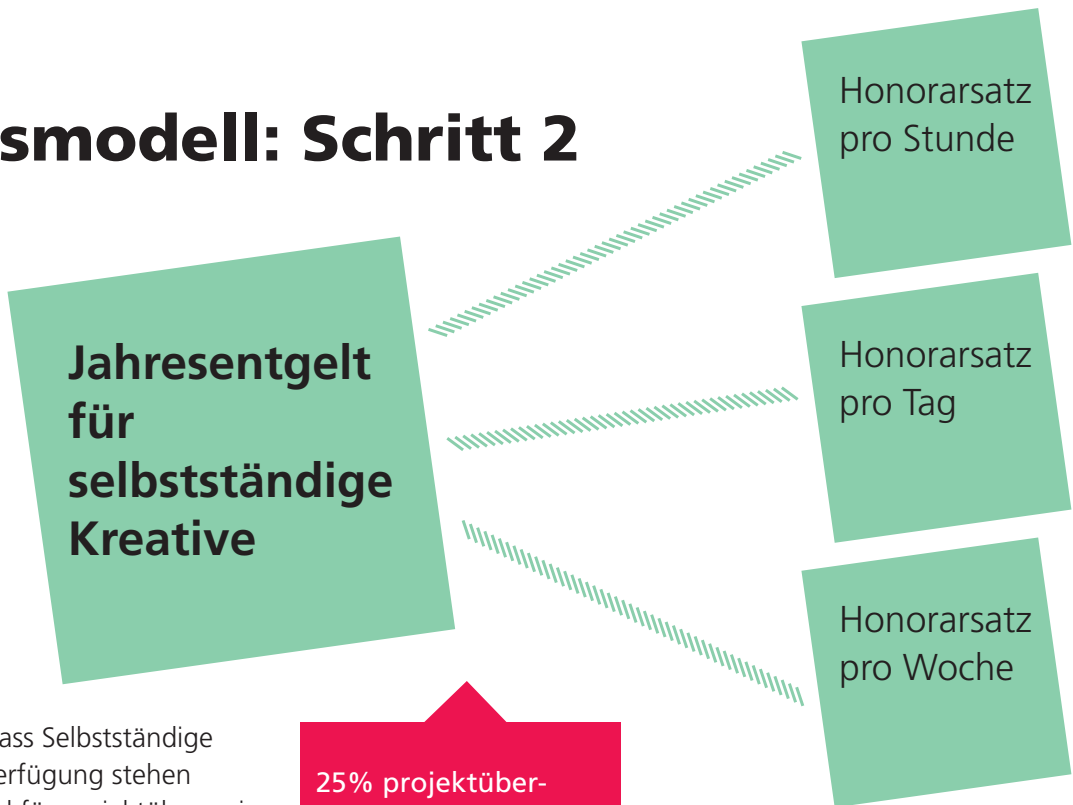 smodell: Schritt 2
Jahresentgelt
für
selbstständige
Kreative
Honorarsatz
pro Stunde
Honorarsatz
pro Tag
Honorarsatz
pro Woche
ass Selbstständige
erfügung stehen
25% projektüber-